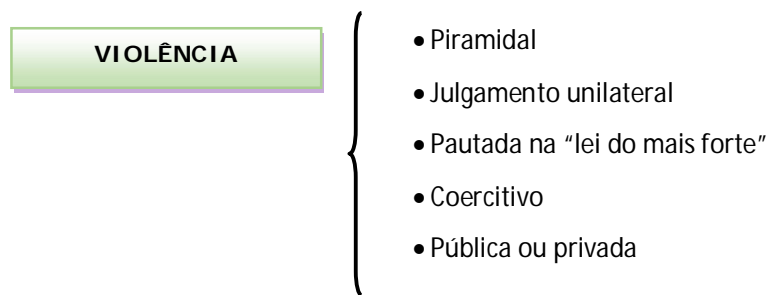 VIOLÊNCIA
• Piramidal
• Julgamento unilateral
• Pautada na “lei do mais forte”
• Coercitivo
• Pública ou privada